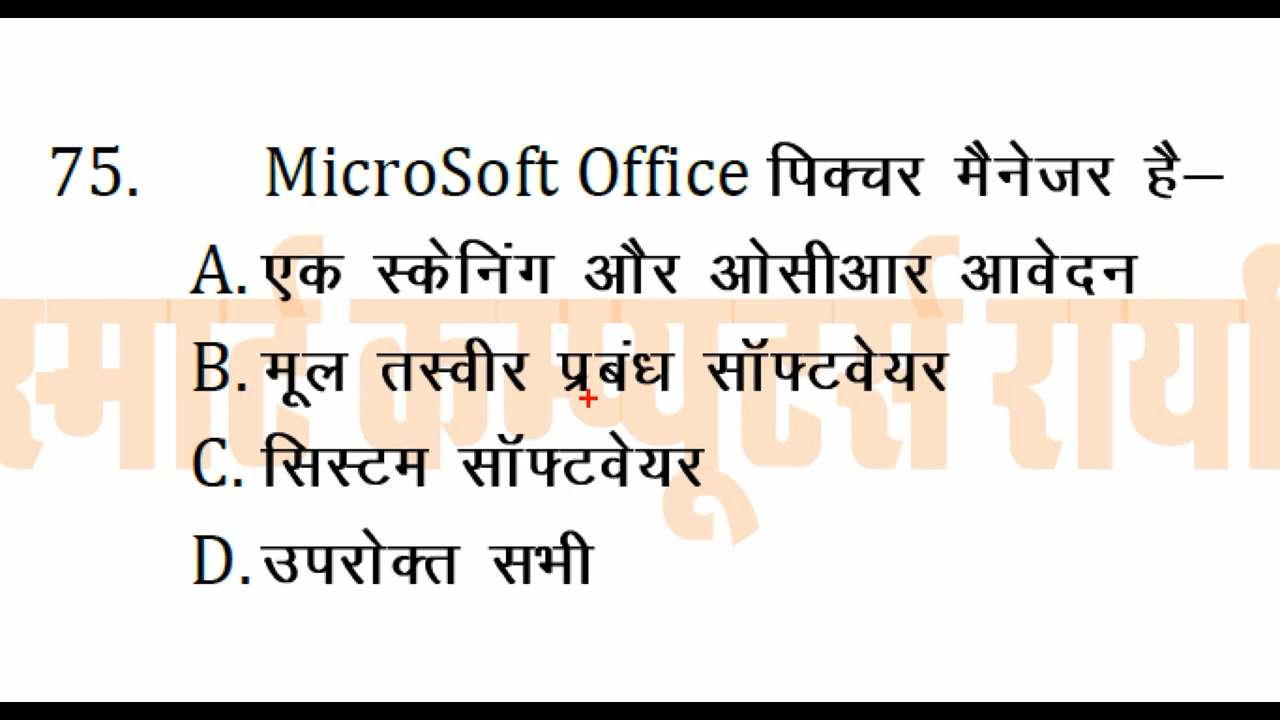 75. MicroSoft Office पिक्चर मैनेजर है–
A. एक स्केनिंग और ओसीआर आवेदन
B. मूल तस्वीर प्रबंध सॉफ्टवेयर
C. सिस्टम सॉफ्टवेयर
D. उपरोक्त सभी